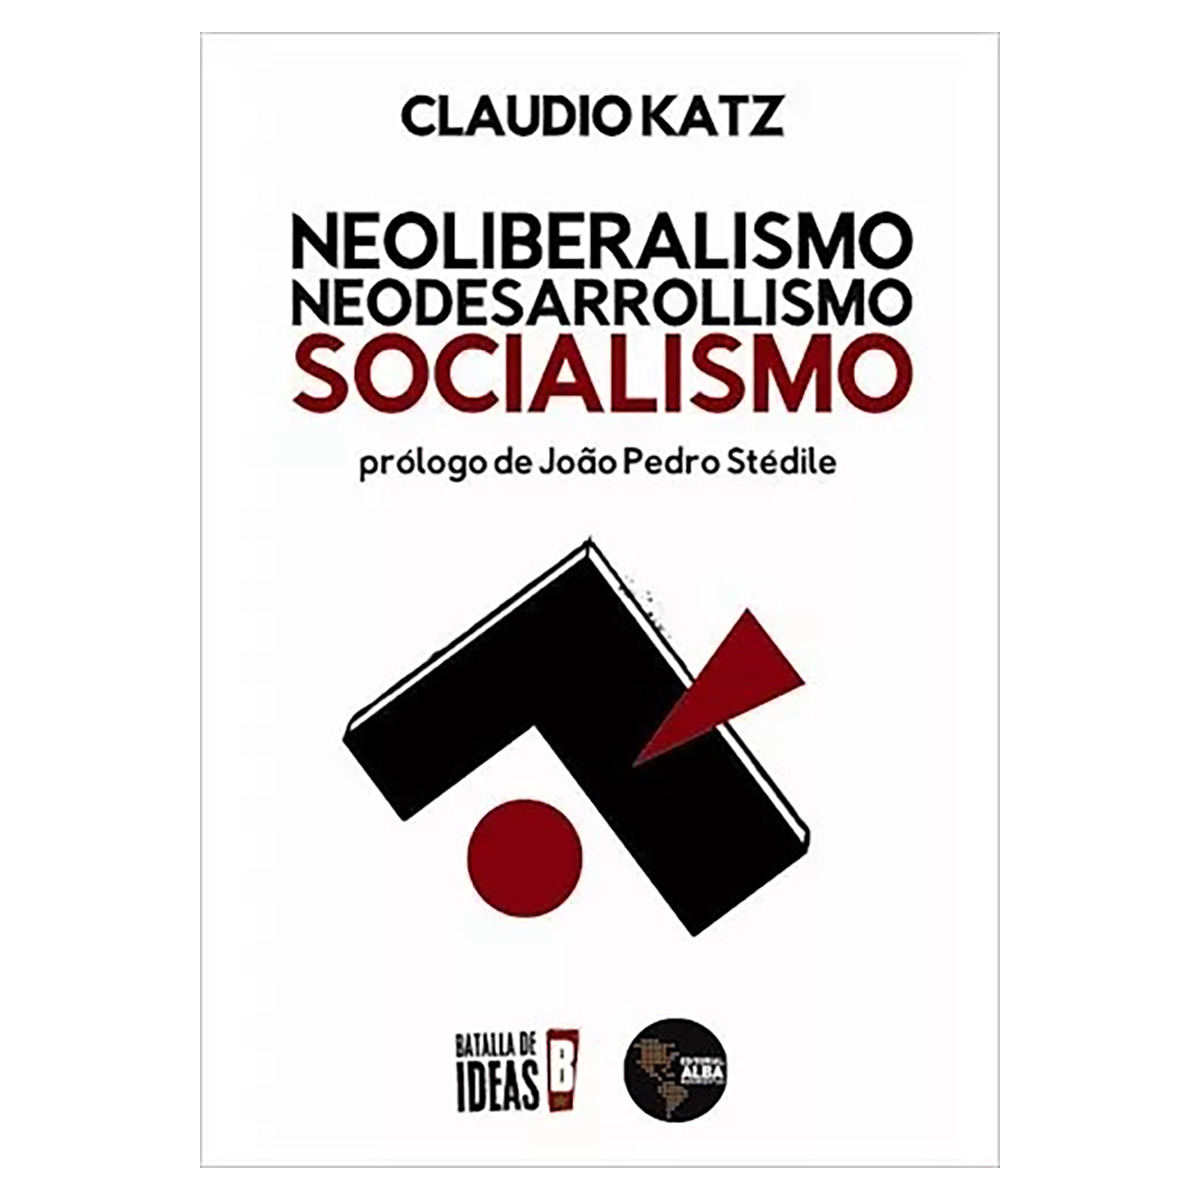 CLAUDIO KATZ
NEOLIBERALISMO
NEODESARROLLISMO
SOCIALISMO
prólogo de João Pedro Stédile
BATALLA DE
IDEAS
B
EDITORIAL
ALBA